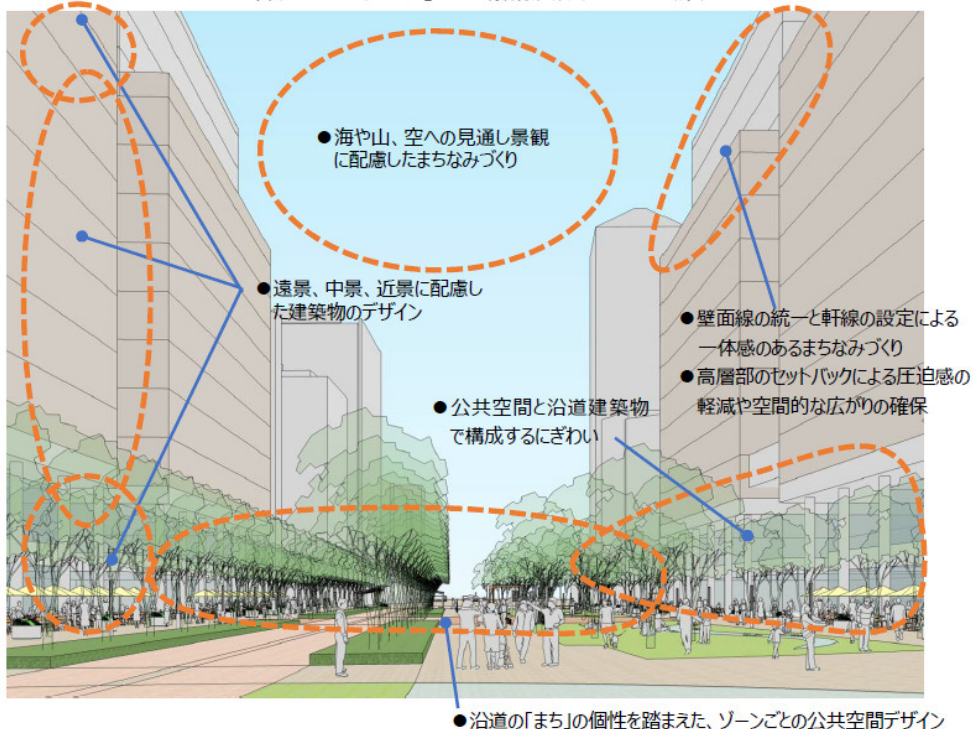 ●海や山、空への見通し景観
に配慮したまちなみづくり
●遠景、中景、近景に配慮し
た建築物のデザイン
●壁面線の統一と軒線の設定による
一体感のあるまちなみづくり
●高層部のセットバックによる圧迫感の
軽減や空間的な広がりの確保
●公共空間と沿道建築物
で構成するにぎわい
●沿道の「まち」の個性を踏まえた、ゾーンごとの公共空間デザイン